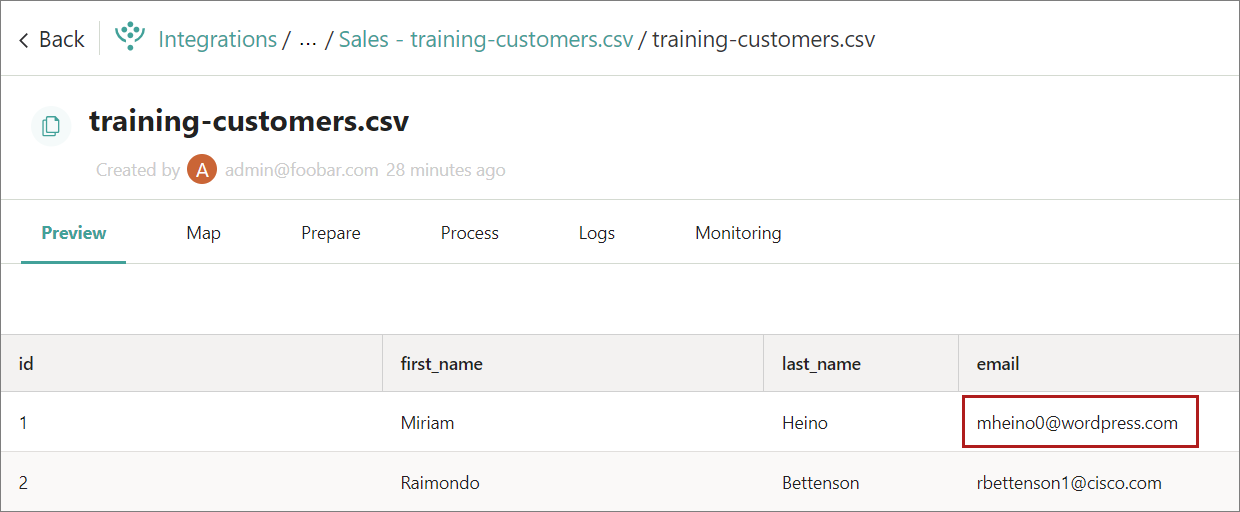 Back Integrations / ... / Sales - training-customers.csv / training-customers.csv
training-customers.csv
Created by A admin@foobar.com 28 minutes ago
Preview Map Prepare Process Logs Monitoring
id first_name last_name email
1 Miriam Heino mheino0@wordpress.com
2 Raimondo Bettenson rbettenson1@cisco.com